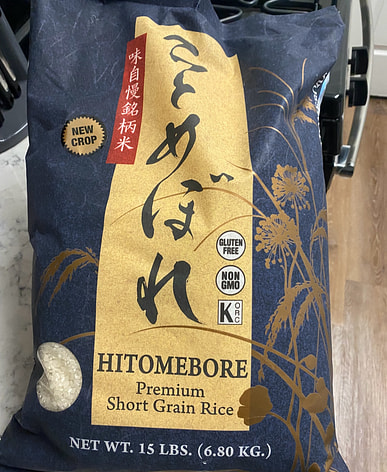 味自慢銘柄米
ひとめぼれ
NEW
CROP
GLUTEN
FREE
NON
GMO
K
ORC
HITOMEBORE
Premium
Short Grain Rice
NET WT. 15 LBS. (6.80 KG.)